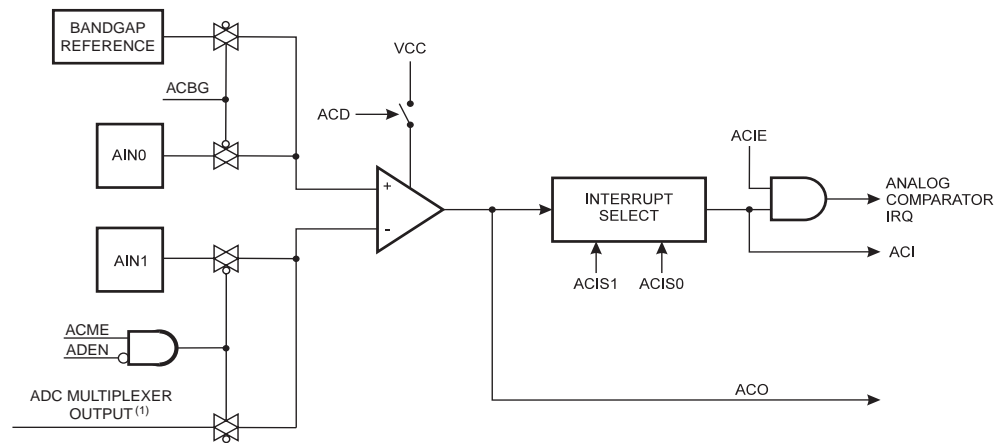 BANDGAP
REFERENCE
ACBG
AIN0
VCC
ACD
+
-
AIN1
ACME
ADEN
ADC MULTIPLEXER
OUTPUT (1)
INTERRUPT
SELECT
ACIS1
ACIS0
ACIE
ANALOG
COMPARATOR
IRQ
ACI
ACO